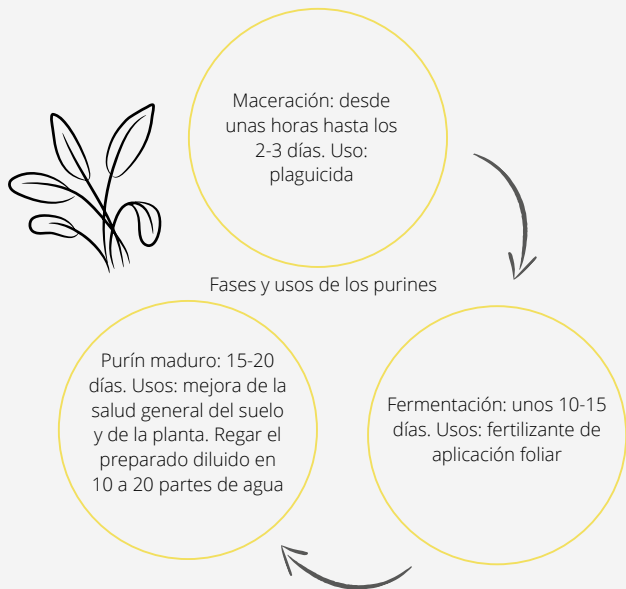 Maceración: desde
unas horas hasta los
2-3 días. Uso:
plaguicida
Fases y usos de los purines
Fermentación: unos 10-15
días. Usos: fertilizante de
aplicación foliar
Purín maduro: 15-20
días. Usos: mejora de la
salud general del suelo
y de la planta. Regar el
preparado diluido en
10 a 20 partes de agua